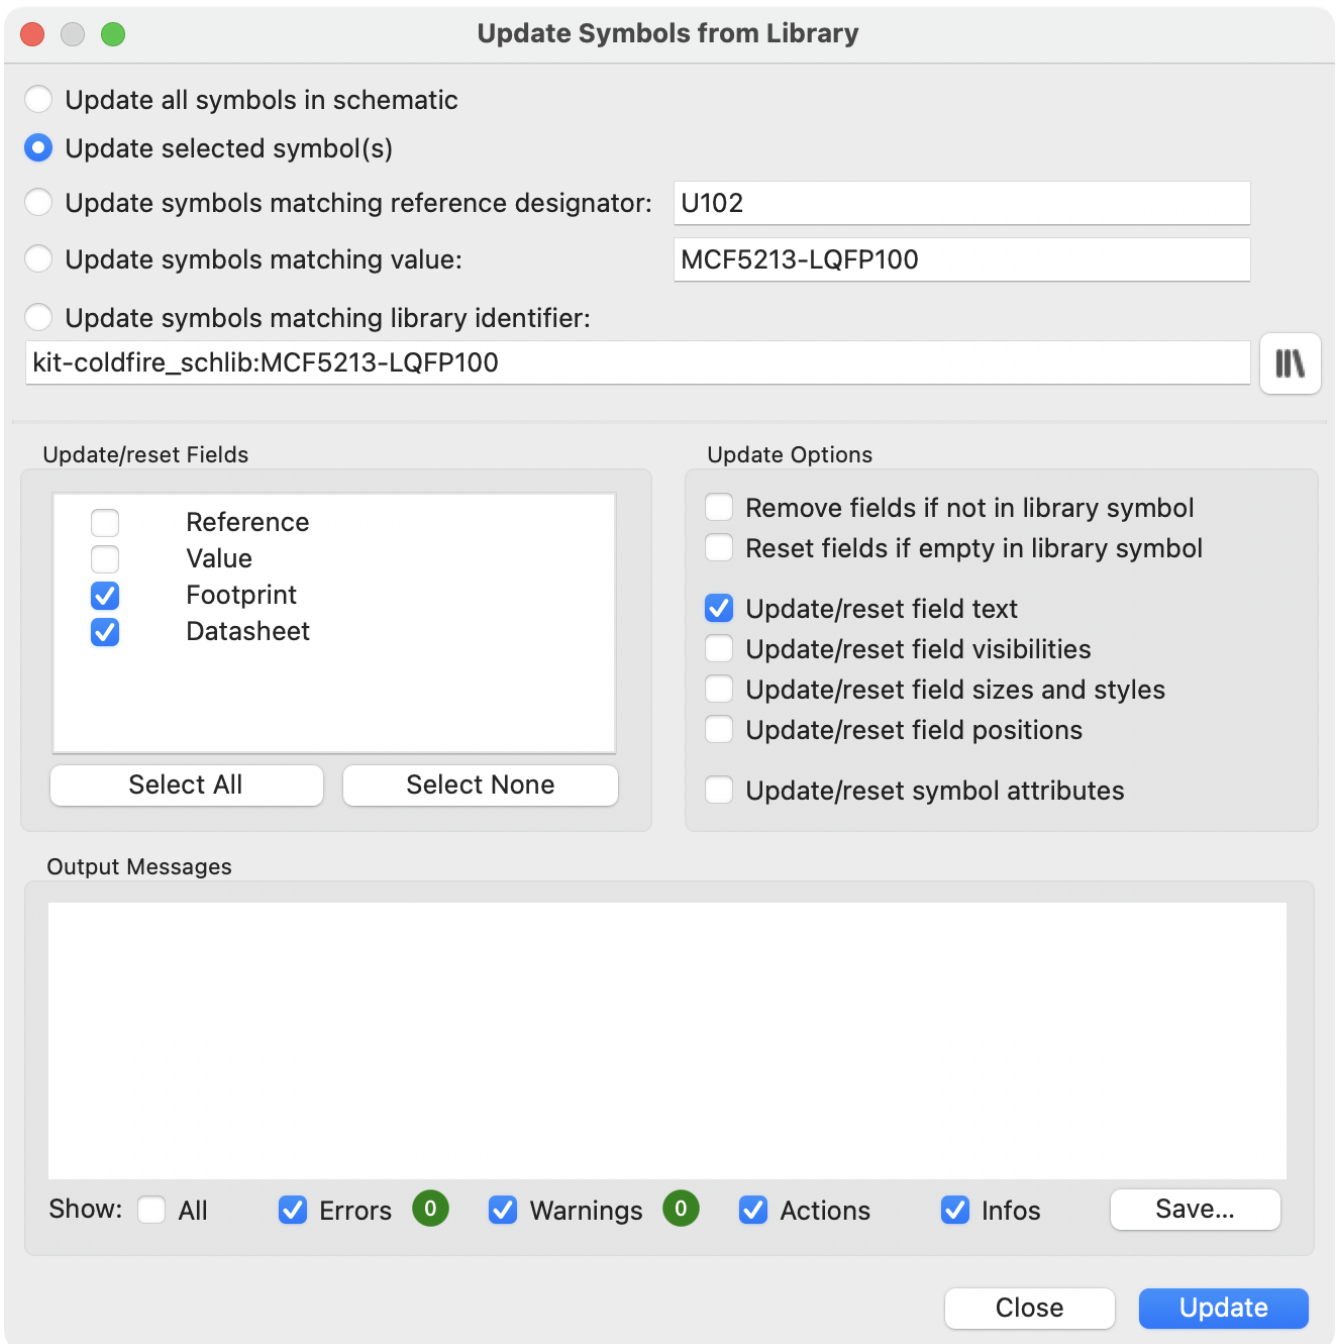 Update Symbols from Library
Update all symbols in schematic
Update selected symbol(s)
Update symbols matching reference designator: U102
Update symbols matching value: MCF5213-LQFP100
Update symbols matching library identifier:
kit-coldfire_schlib:MCF5213-LQFP100
Update/reset Fields
Reference
Value
Footprint
Datasheet
Select All Select None
Update Options
Remove fields if not in library symbol
Reset fields if empty in library symbol
Update/reset field text
Update/reset field visibilities
Update/reset field sizes and styles
Update/reset field positions
Update/reset symbol attributes
Output Messages
Show: All Errors 0 Warnings 0 Actions Infos Save...
Close Update